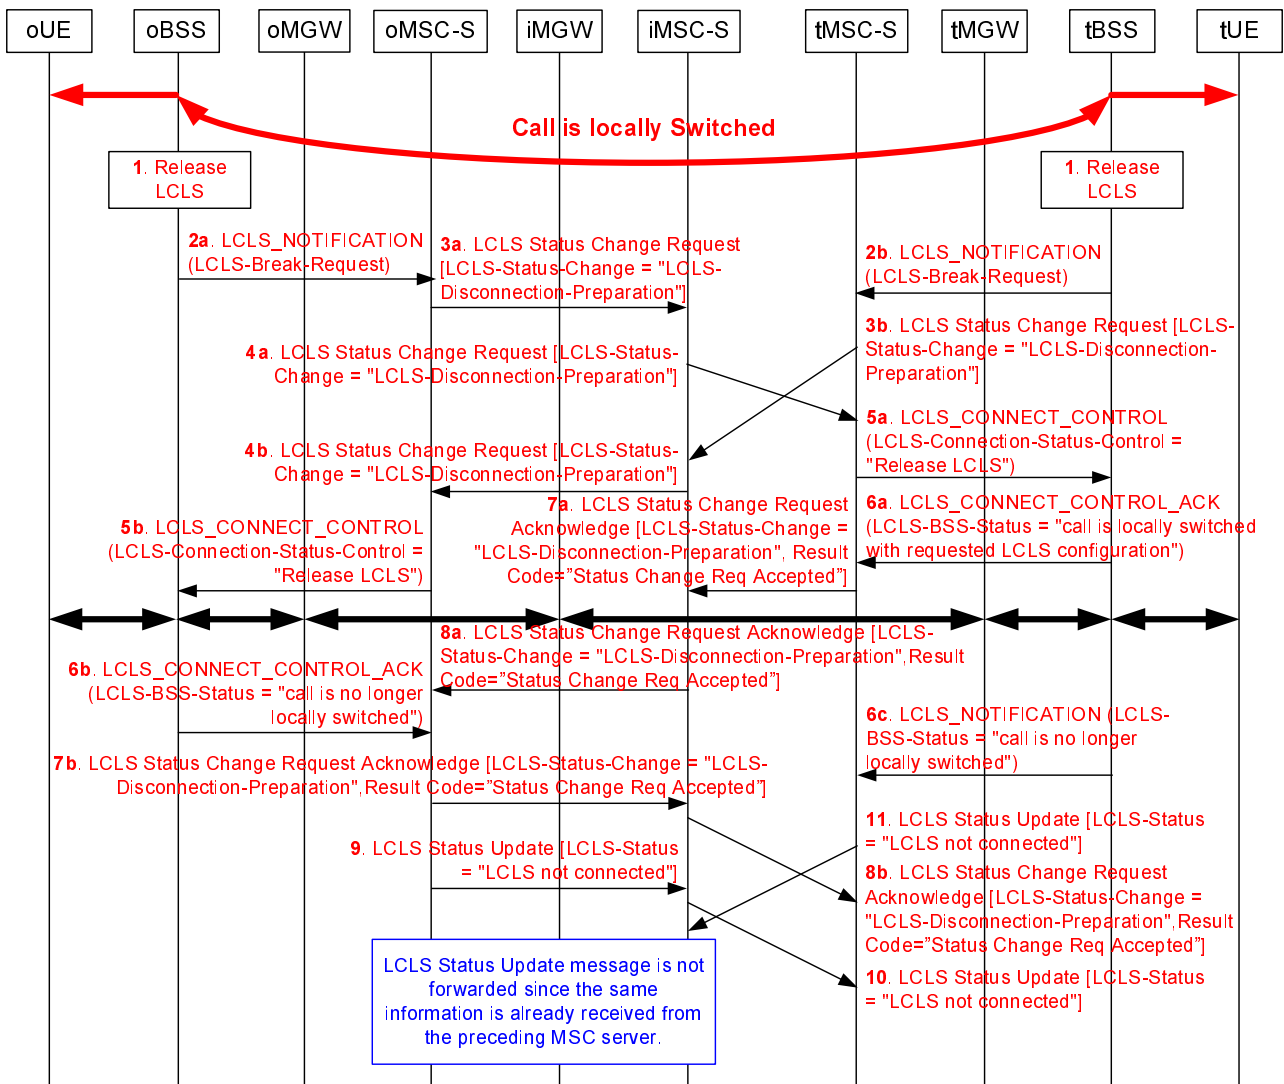 oUE
oBSS
oMGW
oMSC-S
iMGW
iMSC-S
tMSC-S
tMGW
tBSS
tUE
Call is locally Switched
1. Release
LCLS
1. Release
LCLS
2a. LCLS_NOTIFICATION
(LCLS-Break-Request)
3a. LCLS Status Change Request
[LCLS-Status-Change = "LCLS-
Disconnection-Preparation"]
2b. LCLS_NOTIFICATION
(LCLS-Break-Request)
3b. LCLS Status Change Request [LCLS-
Status-Change = "LCLS-Disconnection-
Preparation"]
4a. LCLS Status Change Request [LCLS-Status-
Change = "LCLS-Disconnection-Preparation"]
5a. LCLS_CONNECT_CONTROL
(LCLS-Connection-Status-Control =
"Release LCLS")
4b. LCLS Status Change Request [LCLS-Status-
Change = "LCLS-Disconnection-Preparation"]
6a. LCLS_CONNECT_CONTROL_ACK
(LCLS-BSS-Status = "call is locally switched
with requested LCLS configuration")
7a. LCLS Status Change Request
Acknowledge [LCLS-Status-Change =
"LCLS-Disconnection-Preparation", Result
Code=”Status Change Req Accepted”]
5b. LCLS_CONNECT_CONTROL
(LCLS-Connection-Status-Control =
"Release LCLS")
8a. LCLS Status Change Request Acknowledge [LCLS-
Status-Change = "LCLS-Disconnection-Preparation",Result
Code=”Status Change Req Accepted”]
6b. LCLS_CONNECT_CONTROL_ACK
(LCLS-BSS-Status = "call is no longer
locally switched")
6c. LCLS_NOTIFICATION (LCLS-
BSS-Status = "call is no longer
locally switched")
7b. LCLS Status Change Request Acknowledge [LCLS-Status-Change = "LCLS-
Disconnection-Preparation",Result Code=”Status Change Req Accepted”]
11. LCLS Status Update [LCLS-Status
= "LCLS not connected"]
9. LCLS Status Update [LCLS-Status
= "LCLS not connected"]
8b. LCLS Status Change Request
Acknowledge [LCLS-Status-Change =
"LCLS-Disconnection-Preparation",Result
Code=”Status Change Req Accepted”]
10. LCLS Status Update [LCLS-Status
= "LCLS not connected"]
LCLS Status Update message is not
forwarded since the same
information is already received from
the preceding MSC server.